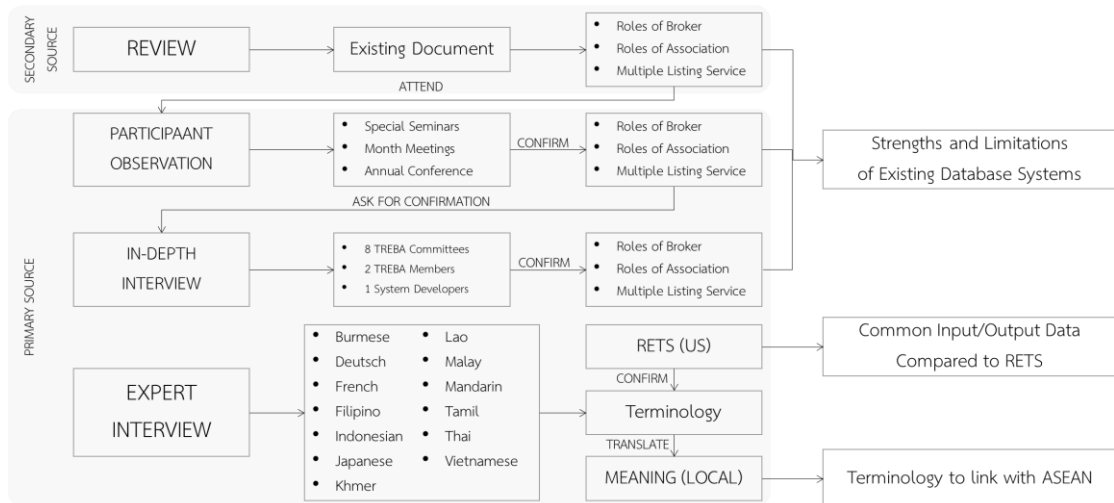 SECONDARY
SOURCE
REVIEW
Existing Document
• Roles of Broker
• Roles of Association
• Multiple Listing Service
ATTEND
PRIMARY SOURCE
PARTICIPAANT
OBSERVATION
• Special Seminars
• Month Meetings
• Annual Conference
CONFIRM
• Roles of Broker
• Roles of Association
• Multiple Listing Service
Strengths and Limitations
of Existing Database Systems
ASK FOR CONFIRMATION
IN-DEPTH
INTERVIEW
• 8 TREBA Committees
• 2 TREBA Members
• 1 System Developers
CONFIRM
• Roles of Broker
• Roles of Association
• Multiple Listing Service
EXPERT
INTERVIEW
• Burmese
• Deutsch
• French
• Filipino
• Indonesian
• Japanese
• Khmer
• Lao
• Malay
• Mandarin
• Tamil
• Thai
• Vietnamese
RETS (US)
CONFIRM
Terminology
TRANSLATE
MEANING (LOCAL)
Common Input/Output Data
Compared to RETS
Terminology to link with ASEAN